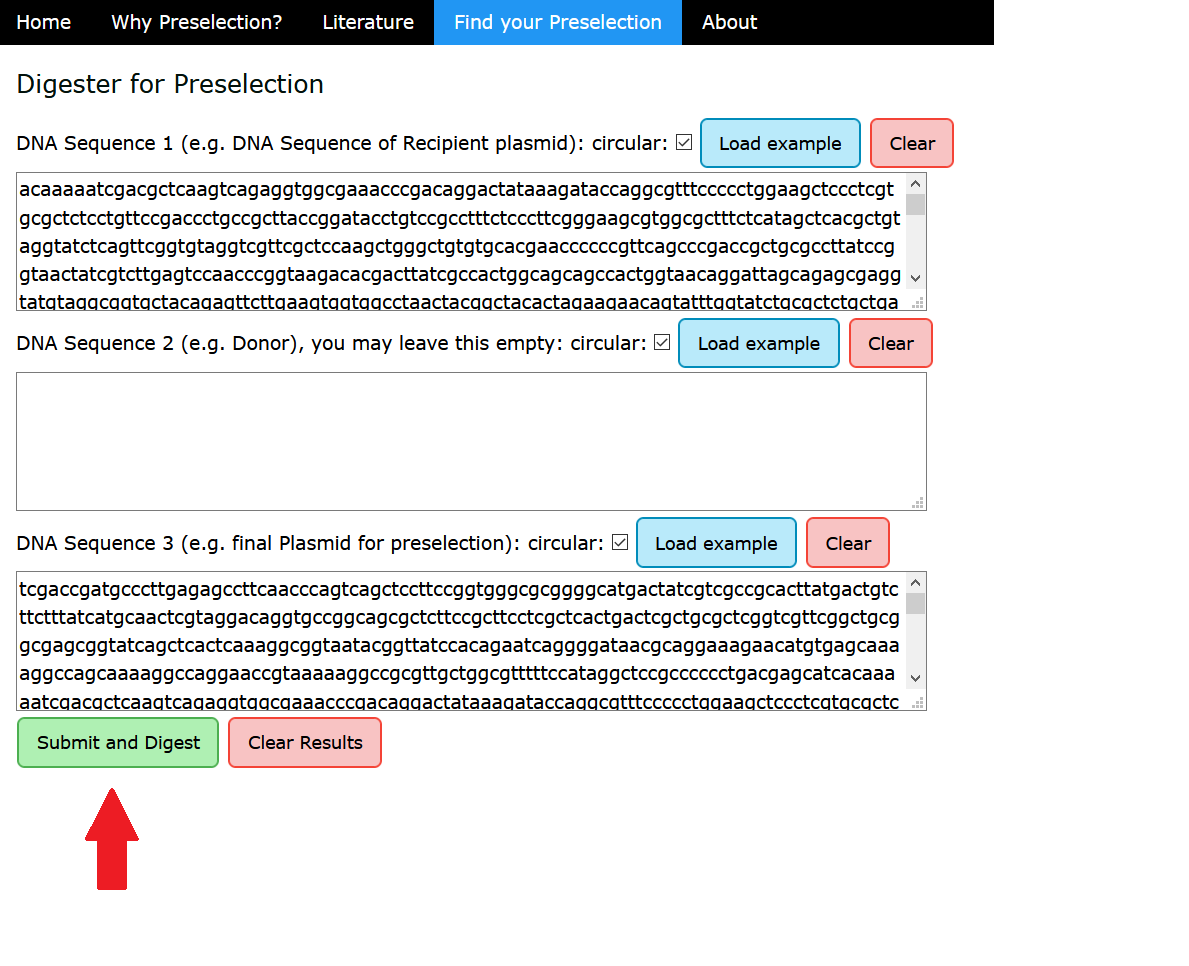 Home Why Preselection? Literature Find your Preselection About
Digester for Preselection
DNA Sequence 1 (e.g. DNA Sequence of Recipient plasmid): circular: Load example Clear
acaaaaatcgacgctcaagtcagaggtggcgaaacccgacaggactataaagataccaggcgtttccccctggaagctccctcgt
gcgctctcctgttccgaccctgccgcttaccggatacctgtccgcctttctcccttcgggaagcgtggcgctttctcatagctcacgctgt
aggtatctcagttcggtgtaggtcgttcgctccaagctgggctgtgtgcacgaaccccccgttcagcccgaccgctgcgccttatccg
gtaactatcgtcttgagtccaacccggtaagacacgacttatcgccactggcagcagccactggtaacaggattagcagagcgagg
tatgtaggcggtgctacagagttcttgaagtggtggcctaactacggctacactagaagaacagtatttggtatctgcgctctgctga
DNA Sequence 2 (e.g. Donor), you may leave this empty: circular: Load example Clear
DNA Sequence 3 (e.g. final Plasmid for preselection): circular: Load example Clear
tcgaccgatgcccttgagagccttcaacccagtcagctccttccggtgggcgcggggcatgactatcgtcgccgcacttatgactgtc
ttctttatcatgcaactcgtaggacaggtgccggcagcgctcttccgcttcctcgctcactgactcgctgcgctcggtcgttcggctgcg
gcgagcggtatcagctcactcaaaggcggtaatacggttatccacagaatcaggggataacgcaggaaagaacatgtgagcaaa
aggccagcaaaaggccaggaaccgtaaaaaggccgcgttgctggcgtttttccataggctccgcccccctgacgagcatcacaaa
aatcgacgctcaagtcagaggtggcgaaacccgacaggactataaagataccaggcgtttccccctggaagctccctcgtgcgctc
Submit and Digest Clear Results